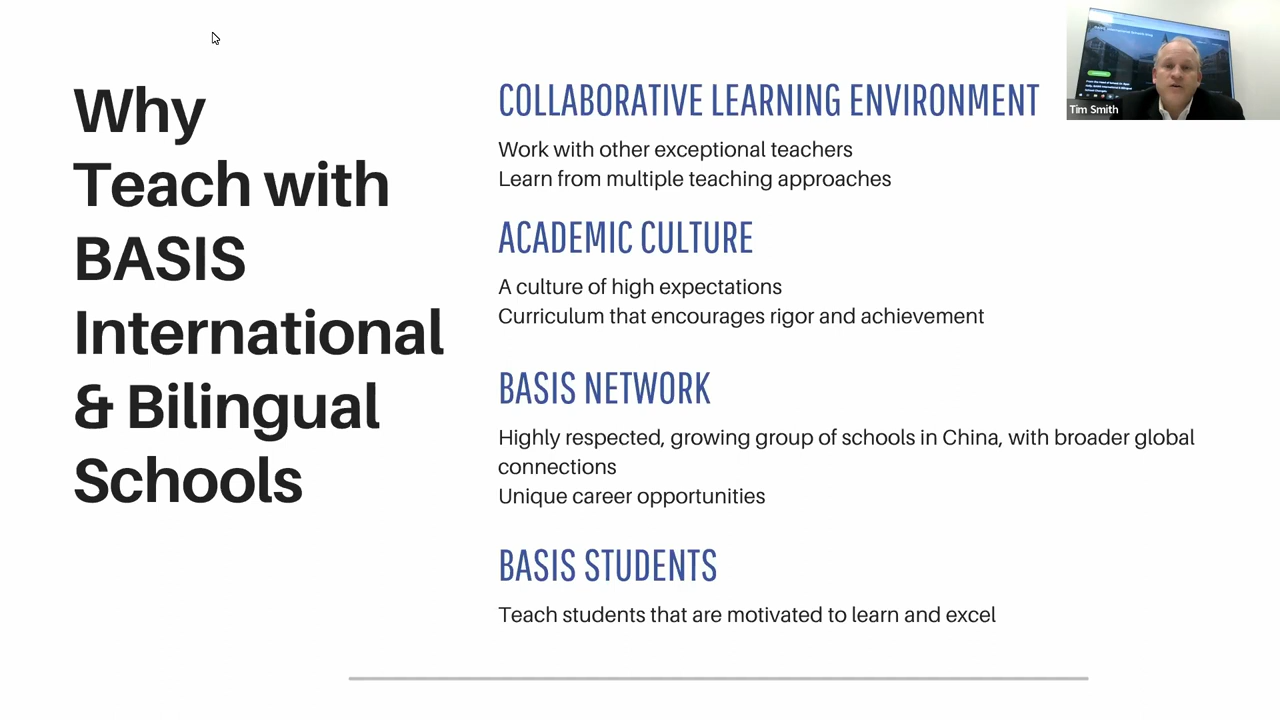 Why
Teach with
BASIS
International
& Bilingual
Schools
COLLABORATIVE LEARNING ENVIRONMENT
Work with other exceptional teachers
Learn from multiple teaching approaches
ACADEMIC CULTURE
A culture of high expectations
Curriculum that encourages rigor and achievement
BASIS NETWORK
Highly respected, growing group of schools in China, with broader global
connections
Unique career opportunities
BASIS STUDENTS
Teach students that are motivated to learn and excel
Tim Smith